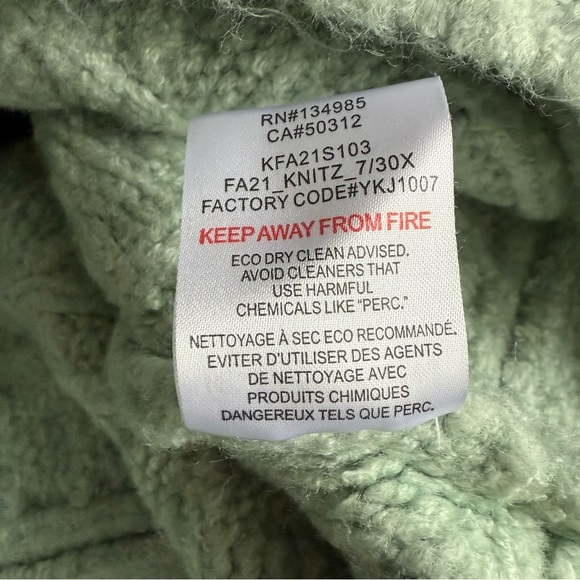 RN#134985
CA#50312
KFA21S103
FA21_KNITZ_7/30X
FACTORY CODE#YKJ1007
KEEP AWAY FROM FIRE
ECO DRY CLEAN ADVISED.
AVOID CLEANERS THAT
USE HARMFUL
CHEMICALS LIKE "PERC."
NETTOYAGE À SEC ECO RECOMMANDÉ.
EVITER D'UTILISER DES AGENTS
DE NETTOYAGE AVEC
PRODUITS CHIMIQUES
DANGEREUX TELS QUE PERC.